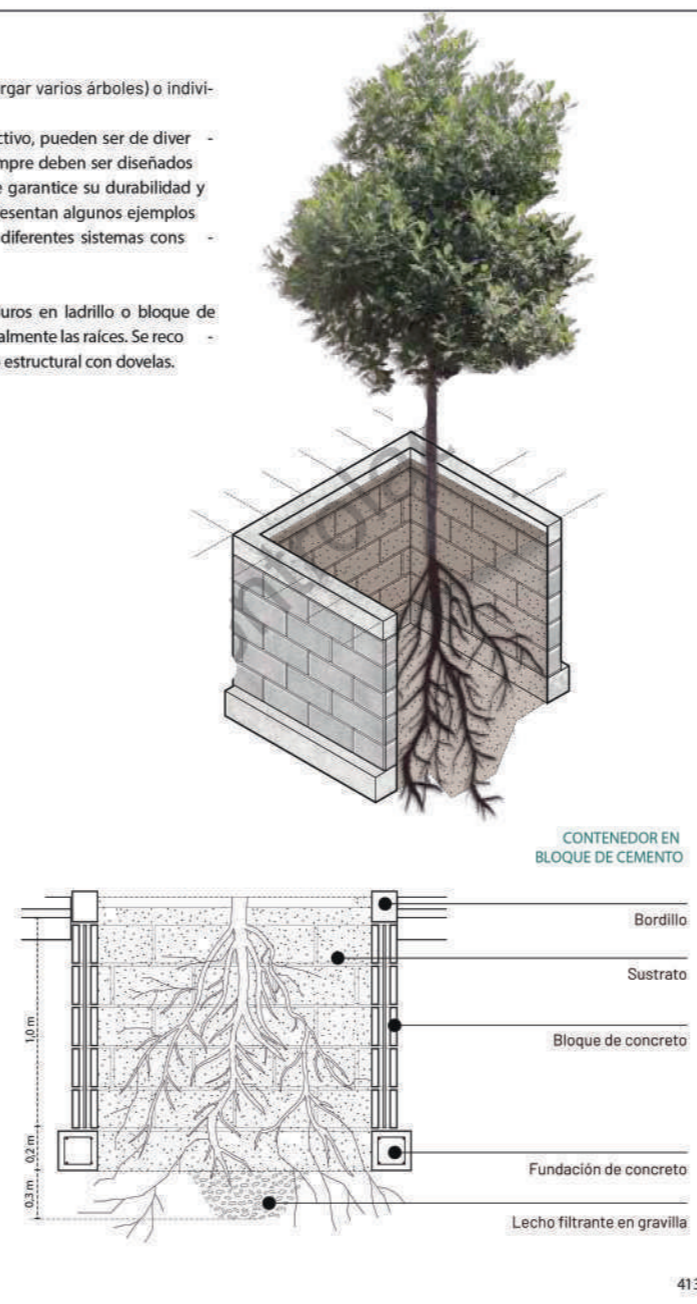 rgar varios árboles) o indivi-
ctivo, pueden ser de diver -
mpre deben ser diseñados
e garantice su durabilidad y
esentan algunos ejemplos
diferentes sistemas cons -
uros en ladrillo o bloque de
almente las raíces. Se reco -
estructural con dovelas.
CONTENEDOR EN
BLOQUE DE CEMENTO
Bordillo
Sustrato
Bloque de concreto
Fundación de concreto
Lecho filtrante en gravilla
1,0 m
0,2 m
0,3 m
413